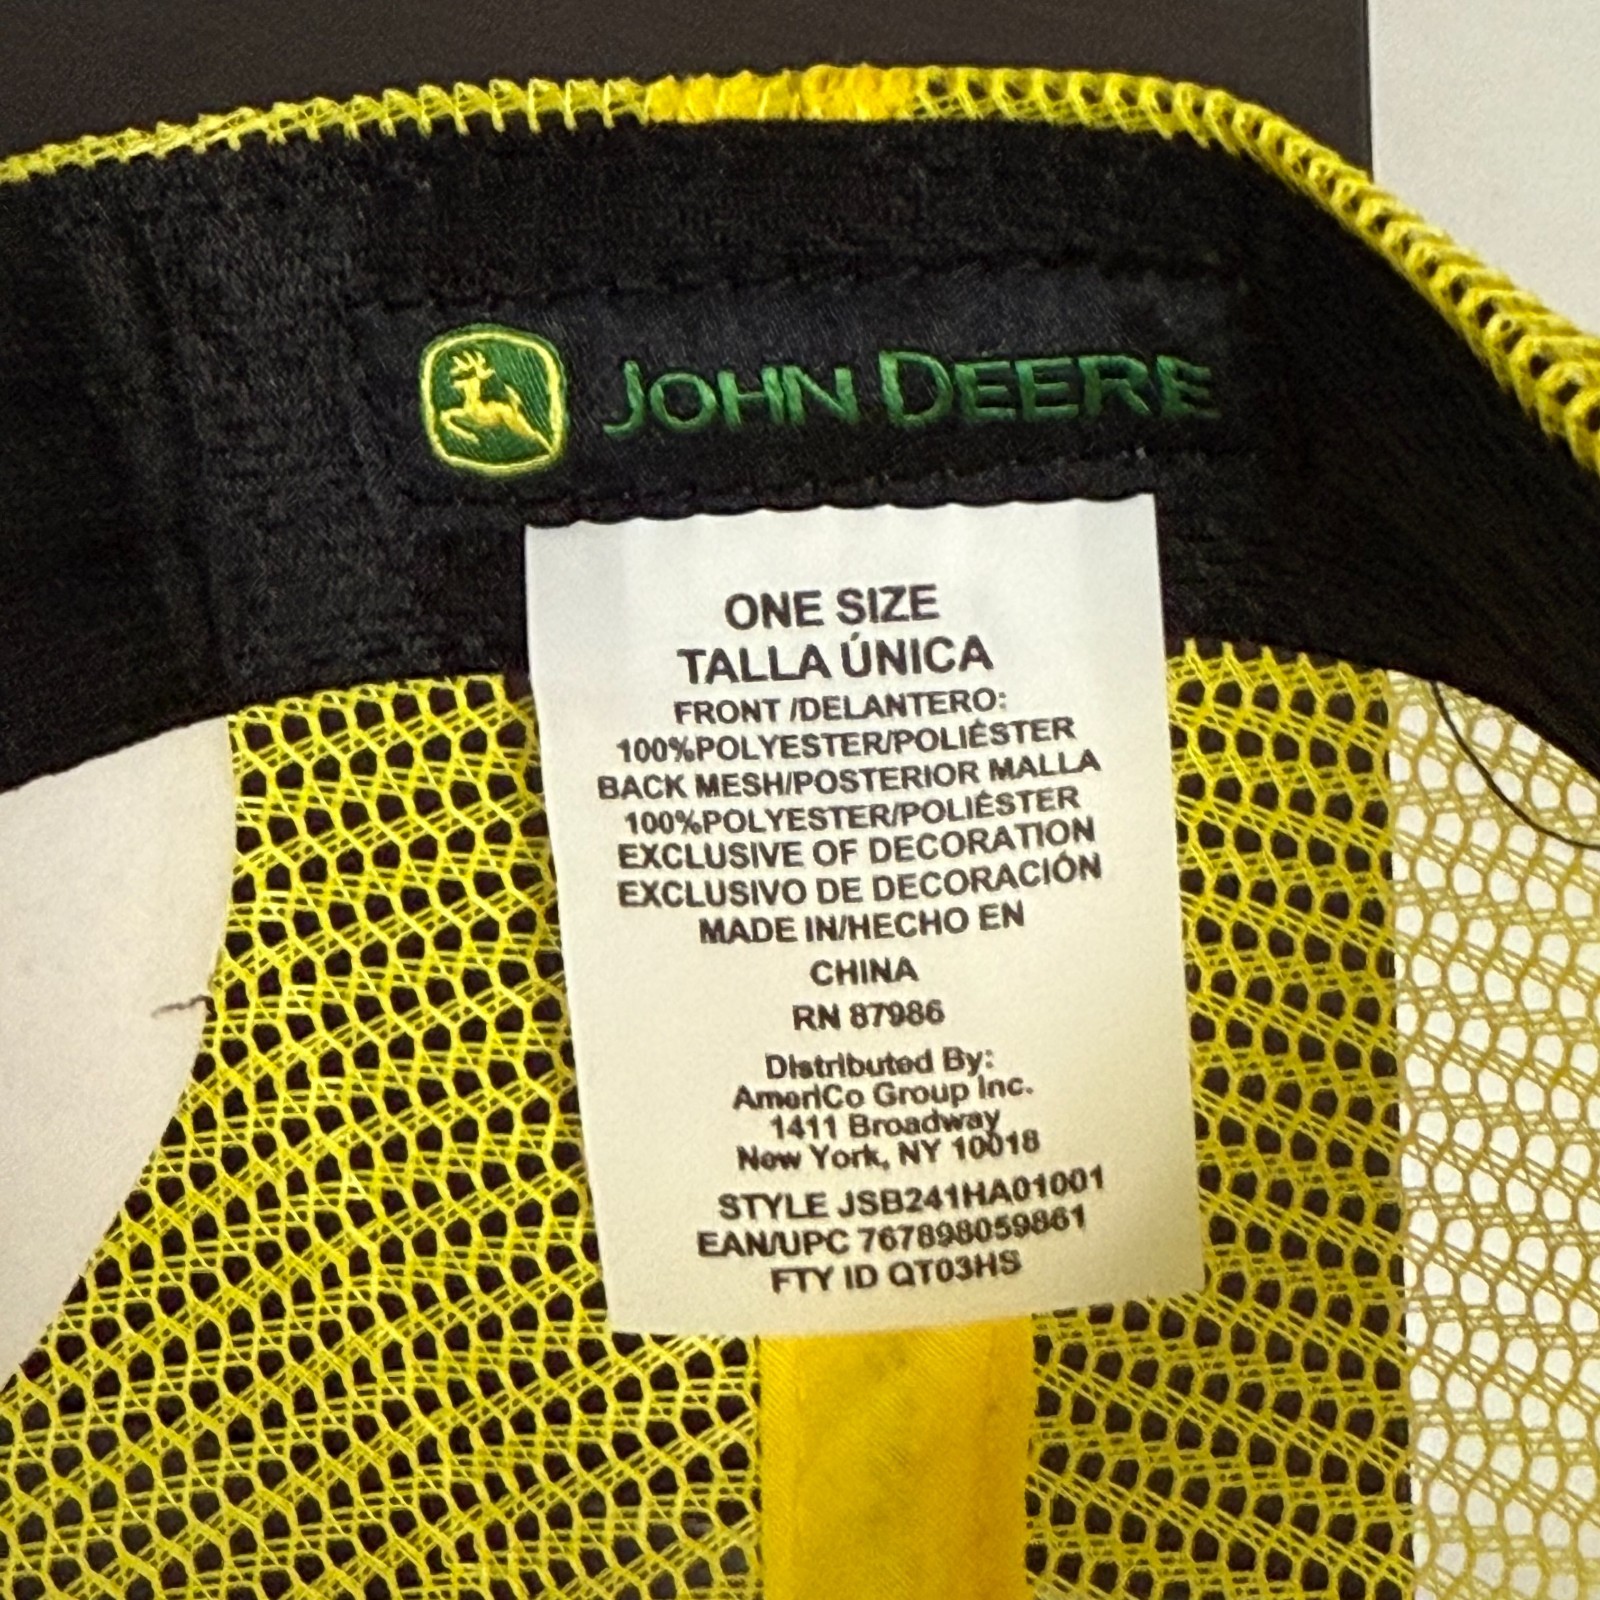 JOHN DEERE
ONE SIZE
TALLA ÚNICA
FRONT /DELANTERO:
100%POLYESTER/POLIÉSTER
BACK MESH/POSTERIOR MALLA
100%POLYESTER/POLIÉSTER
EXCLUSIVE OF DECORATION
EXCLUSIVO DE DECORACIÓN
MADE IN/HECHO EN
CHINA
RN 87986
Distributed By:
AmeriCo Group Inc.
1411 Broadway
New York, NY 10018
STYLE JSB241HA01001
EAN/UPC 767898059861
FTY ID QT03HS